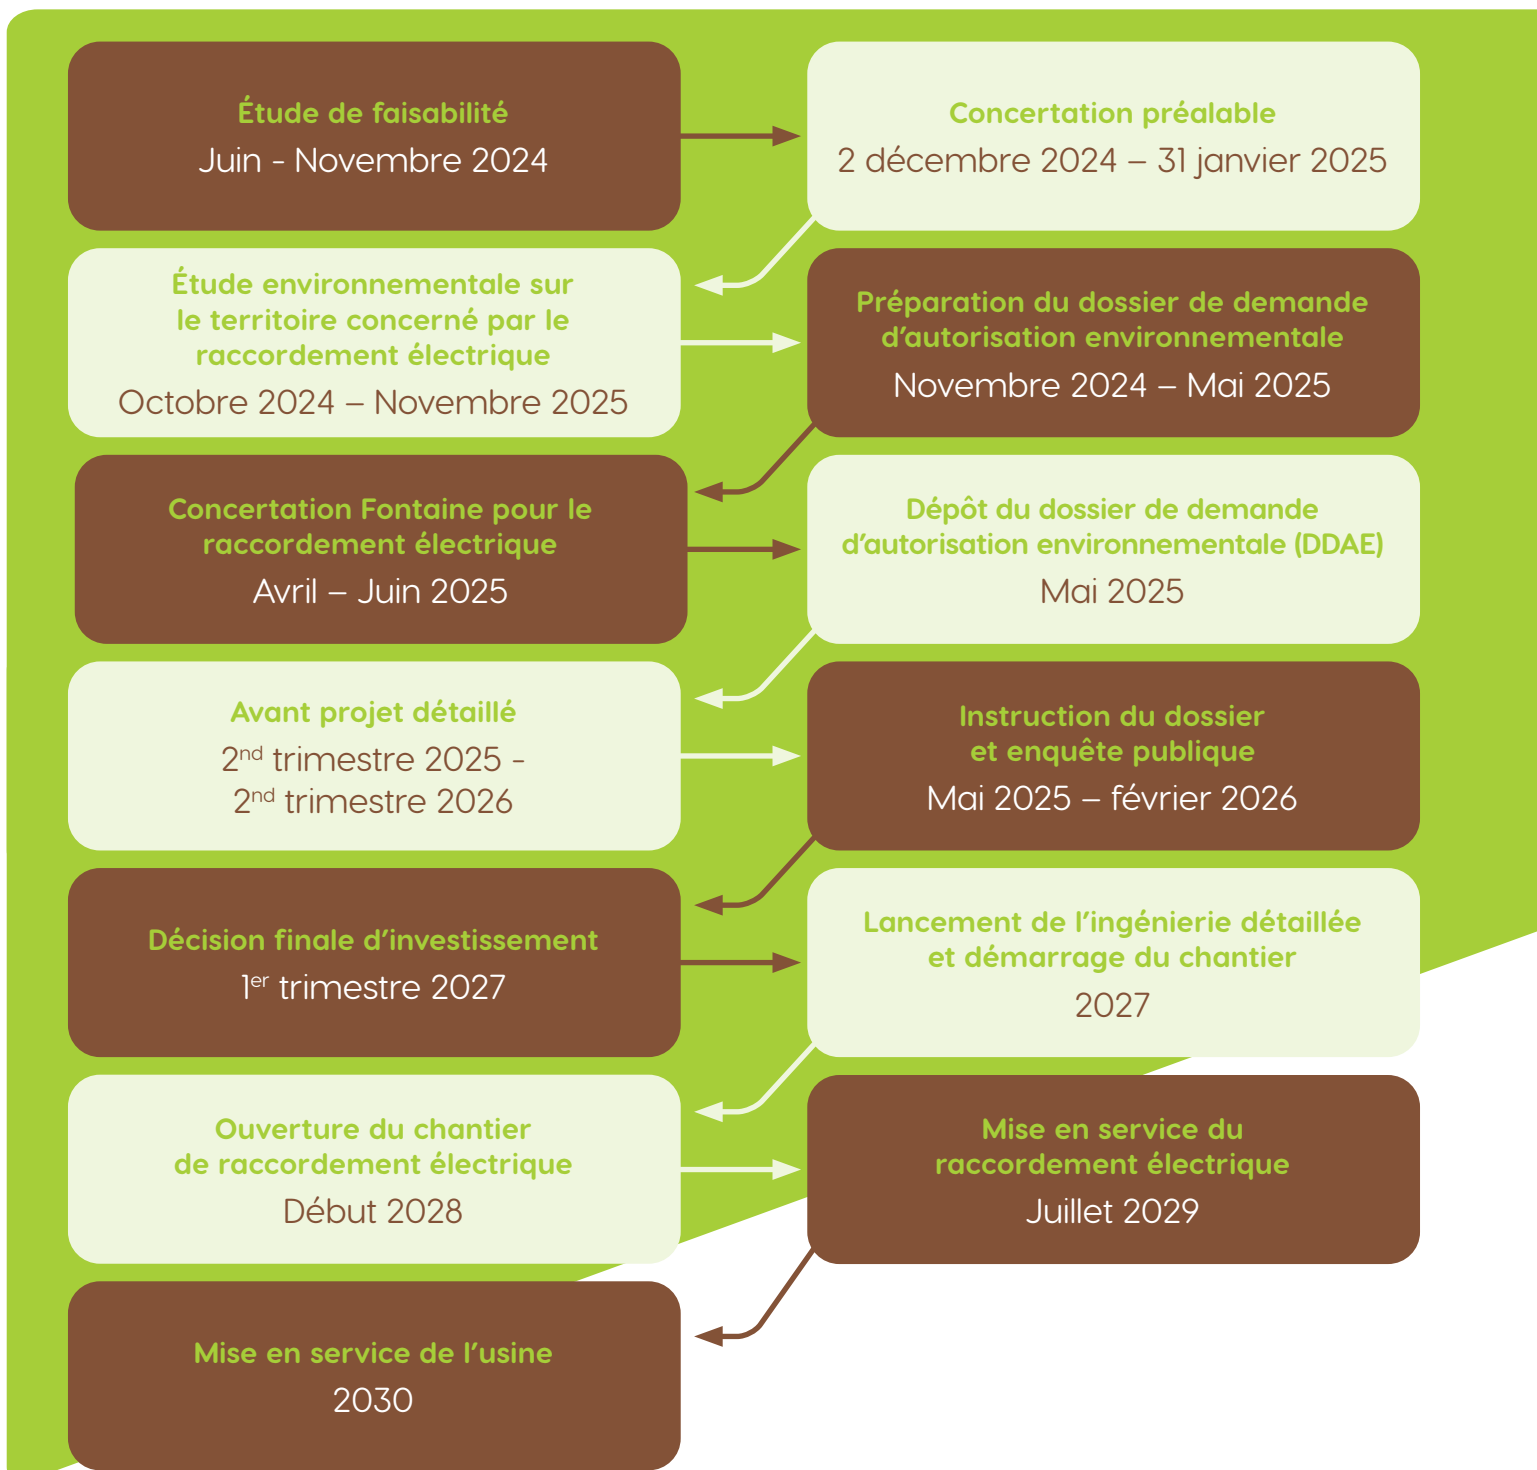 Étude de faisabilité
Juin - Novembre 2024
Concertation préalable
2 décembre 2024 – 31 janvier 2025
Étude environnementale sur
le territoire concerné par le
raccordement électrique
Octobre 2024 – Novembre 2025
Préparation du dossier de demande
d’autorisation environnementale
Novembre 2024 – Mai 2025
Concertation Fontaine pour le
raccordement électrique
Avril – Juin 2025
Dépôt du dossier de demande
d’autorisation environnementale (DDAE)
Mai 2025
Avant projet détaillé
2nd trimestre 2025 -
2nd trimestre 2026
Instruction du dossier
et enquête publique
Mai 2025 – février 2026
Décision finale d’investissement
1er trimestre 2027
Lancement de l’ingénierie détaillée
et démarrage du chantier
2027
Ouverture du chantier
de raccordement électrique
Début 2028
Mise en service du
raccordement électrique
Juillet 2029
Mise en service de l’usine
2030